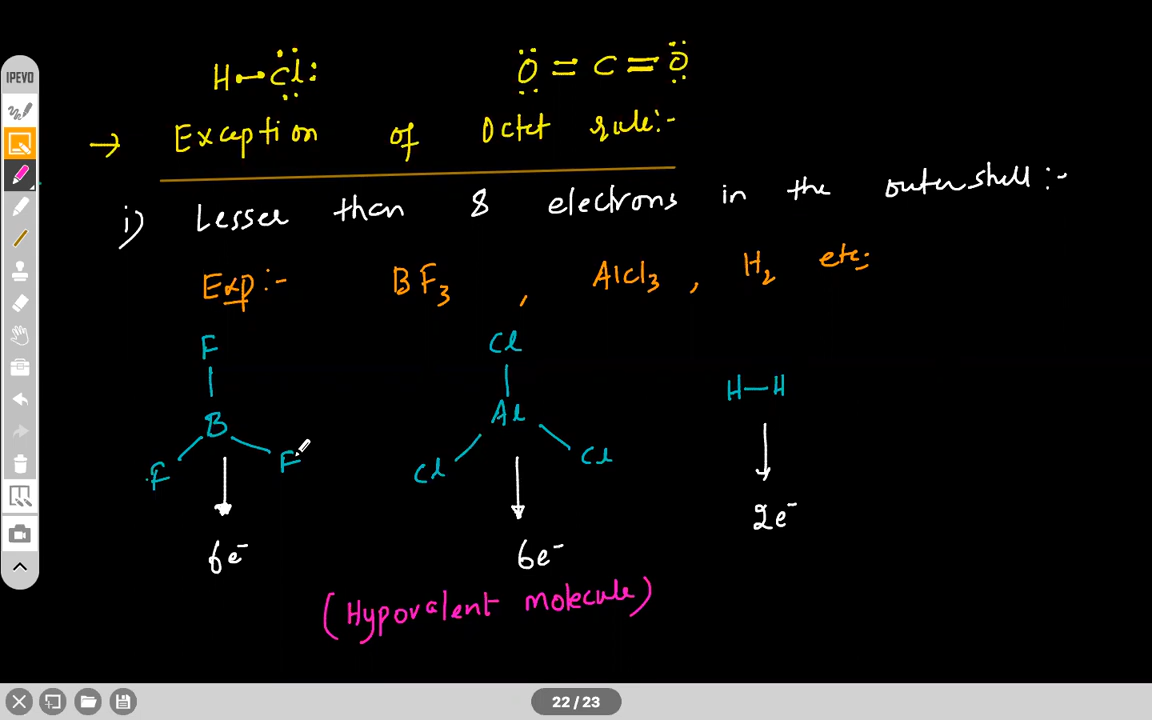 IPEVO
H–Cl: O=C=O
→ Exception of Octet rule:-
i) Lesser than 8 electrons in the outershell:-
Exp:- BF3, AlCl3, H2 etc:
F Cl
H–H
B Al
F F Cl Cl
6e⁻ 6e⁻ 2e⁻
(Hypovalent molecule)
22/23